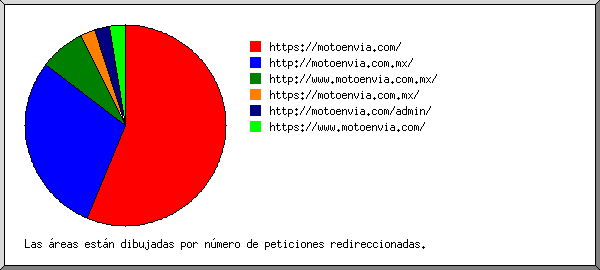 https://motoenvia.com/
http://motoenvia.com.mx/
http://www.motoenvia.com.mx/
https://motoenvia.com.mx/
http://motoenvia.com/admin/
https://www.motoenvia.com/
Las áreas están dibujadas por número de peticiones redireccionadas.